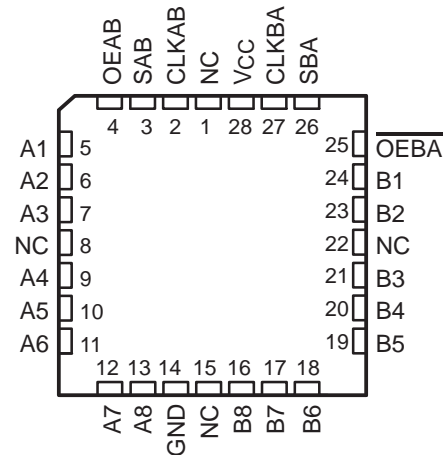 OEAB SAB CLKAB NC VCC CLKBA SBA
4 3 2 1 28 27 26
A1 5 25 OEBA
A2 6 24 B1
A3 7 23 B2
NC 8 22 NC
A4 9 21 B3
A5 10 20 B4
A6 11 19 B5
12 13 14 15 16 17 18
A7 A8 GND NC B8 B7 B6